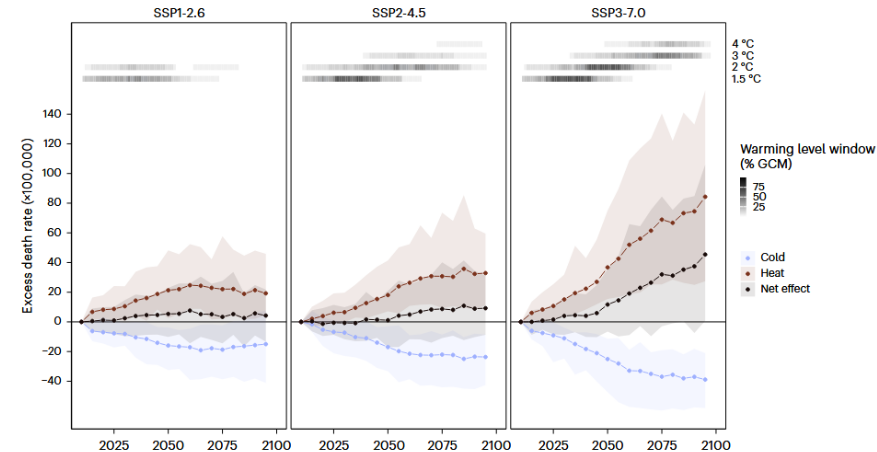 SSP1-2.6
SSP2-4.5
SSP3-7.0
4 °C
3 °C
2 °C
1.5 °C
Excess death rate (×100,000)
140
120
100
80
60
40
20
0
−20
−40
2025
2050
2075
2100
2025
2050
2075
2100
2025
2050
2075
2100
Warming level window
(% GCM)
75
50
25
Cold
Heat
Net effect